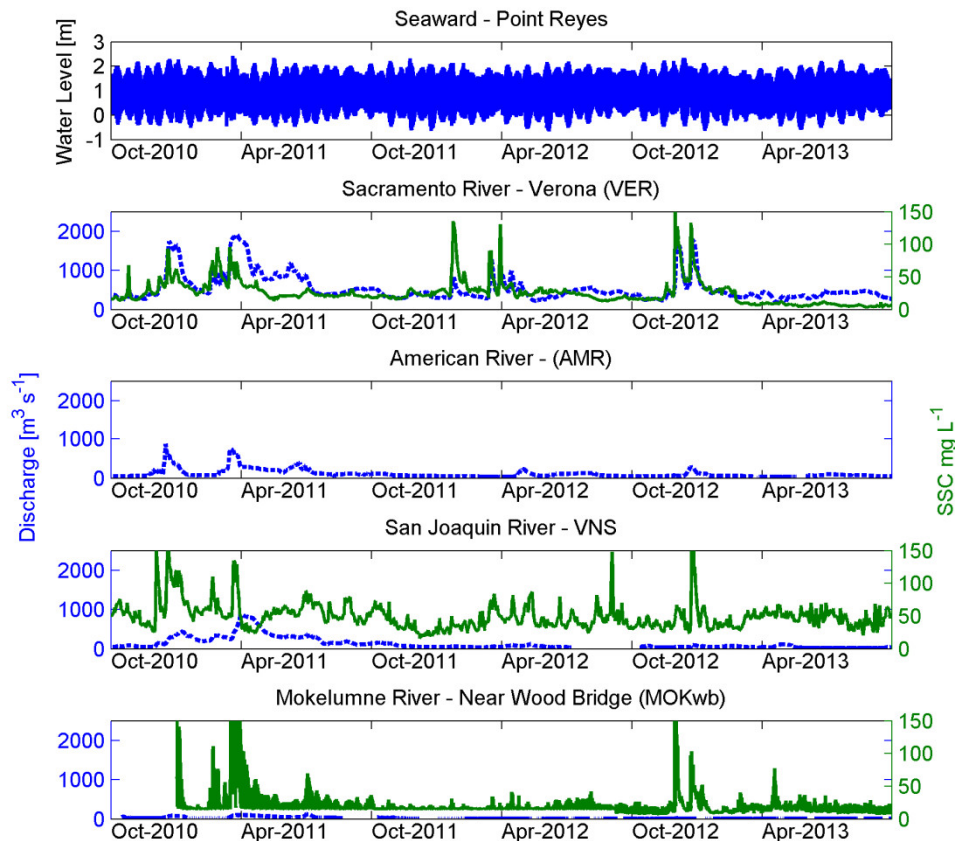 Seaward - Point Reyes
Water Level [m]
3
2
1
0
-1
Oct-2010 Apr-2011 Oct-2011 Apr-2012 Oct-2012 Apr-2013
Sacramento River - Verona (VER)
2000
1000
0
150
100
50
0
Oct-2010 Apr-2011 Oct-2011 Apr-2012 Oct-2012 Apr-2013
American River - (AMR)
Discharge [m³ s⁻¹]
2000
1000
0
SSC mg L⁻¹
Oct-2010 Apr-2011 Oct-2011 Apr-2012 Oct-2012 Apr-2013
San Joaquin River - VNS
2000
1000
0
150
100
50
0
Oct-2010 Apr-2011 Oct-2011 Apr-2012 Oct-2012 Apr-2013
Mokelumne River - Near Wood Bridge (MOKwb)
2000
1000
0
150
100
50
0
Oct-2010 Apr-2011 Oct-2011 Apr-2012 Oct-2012 Apr-2013